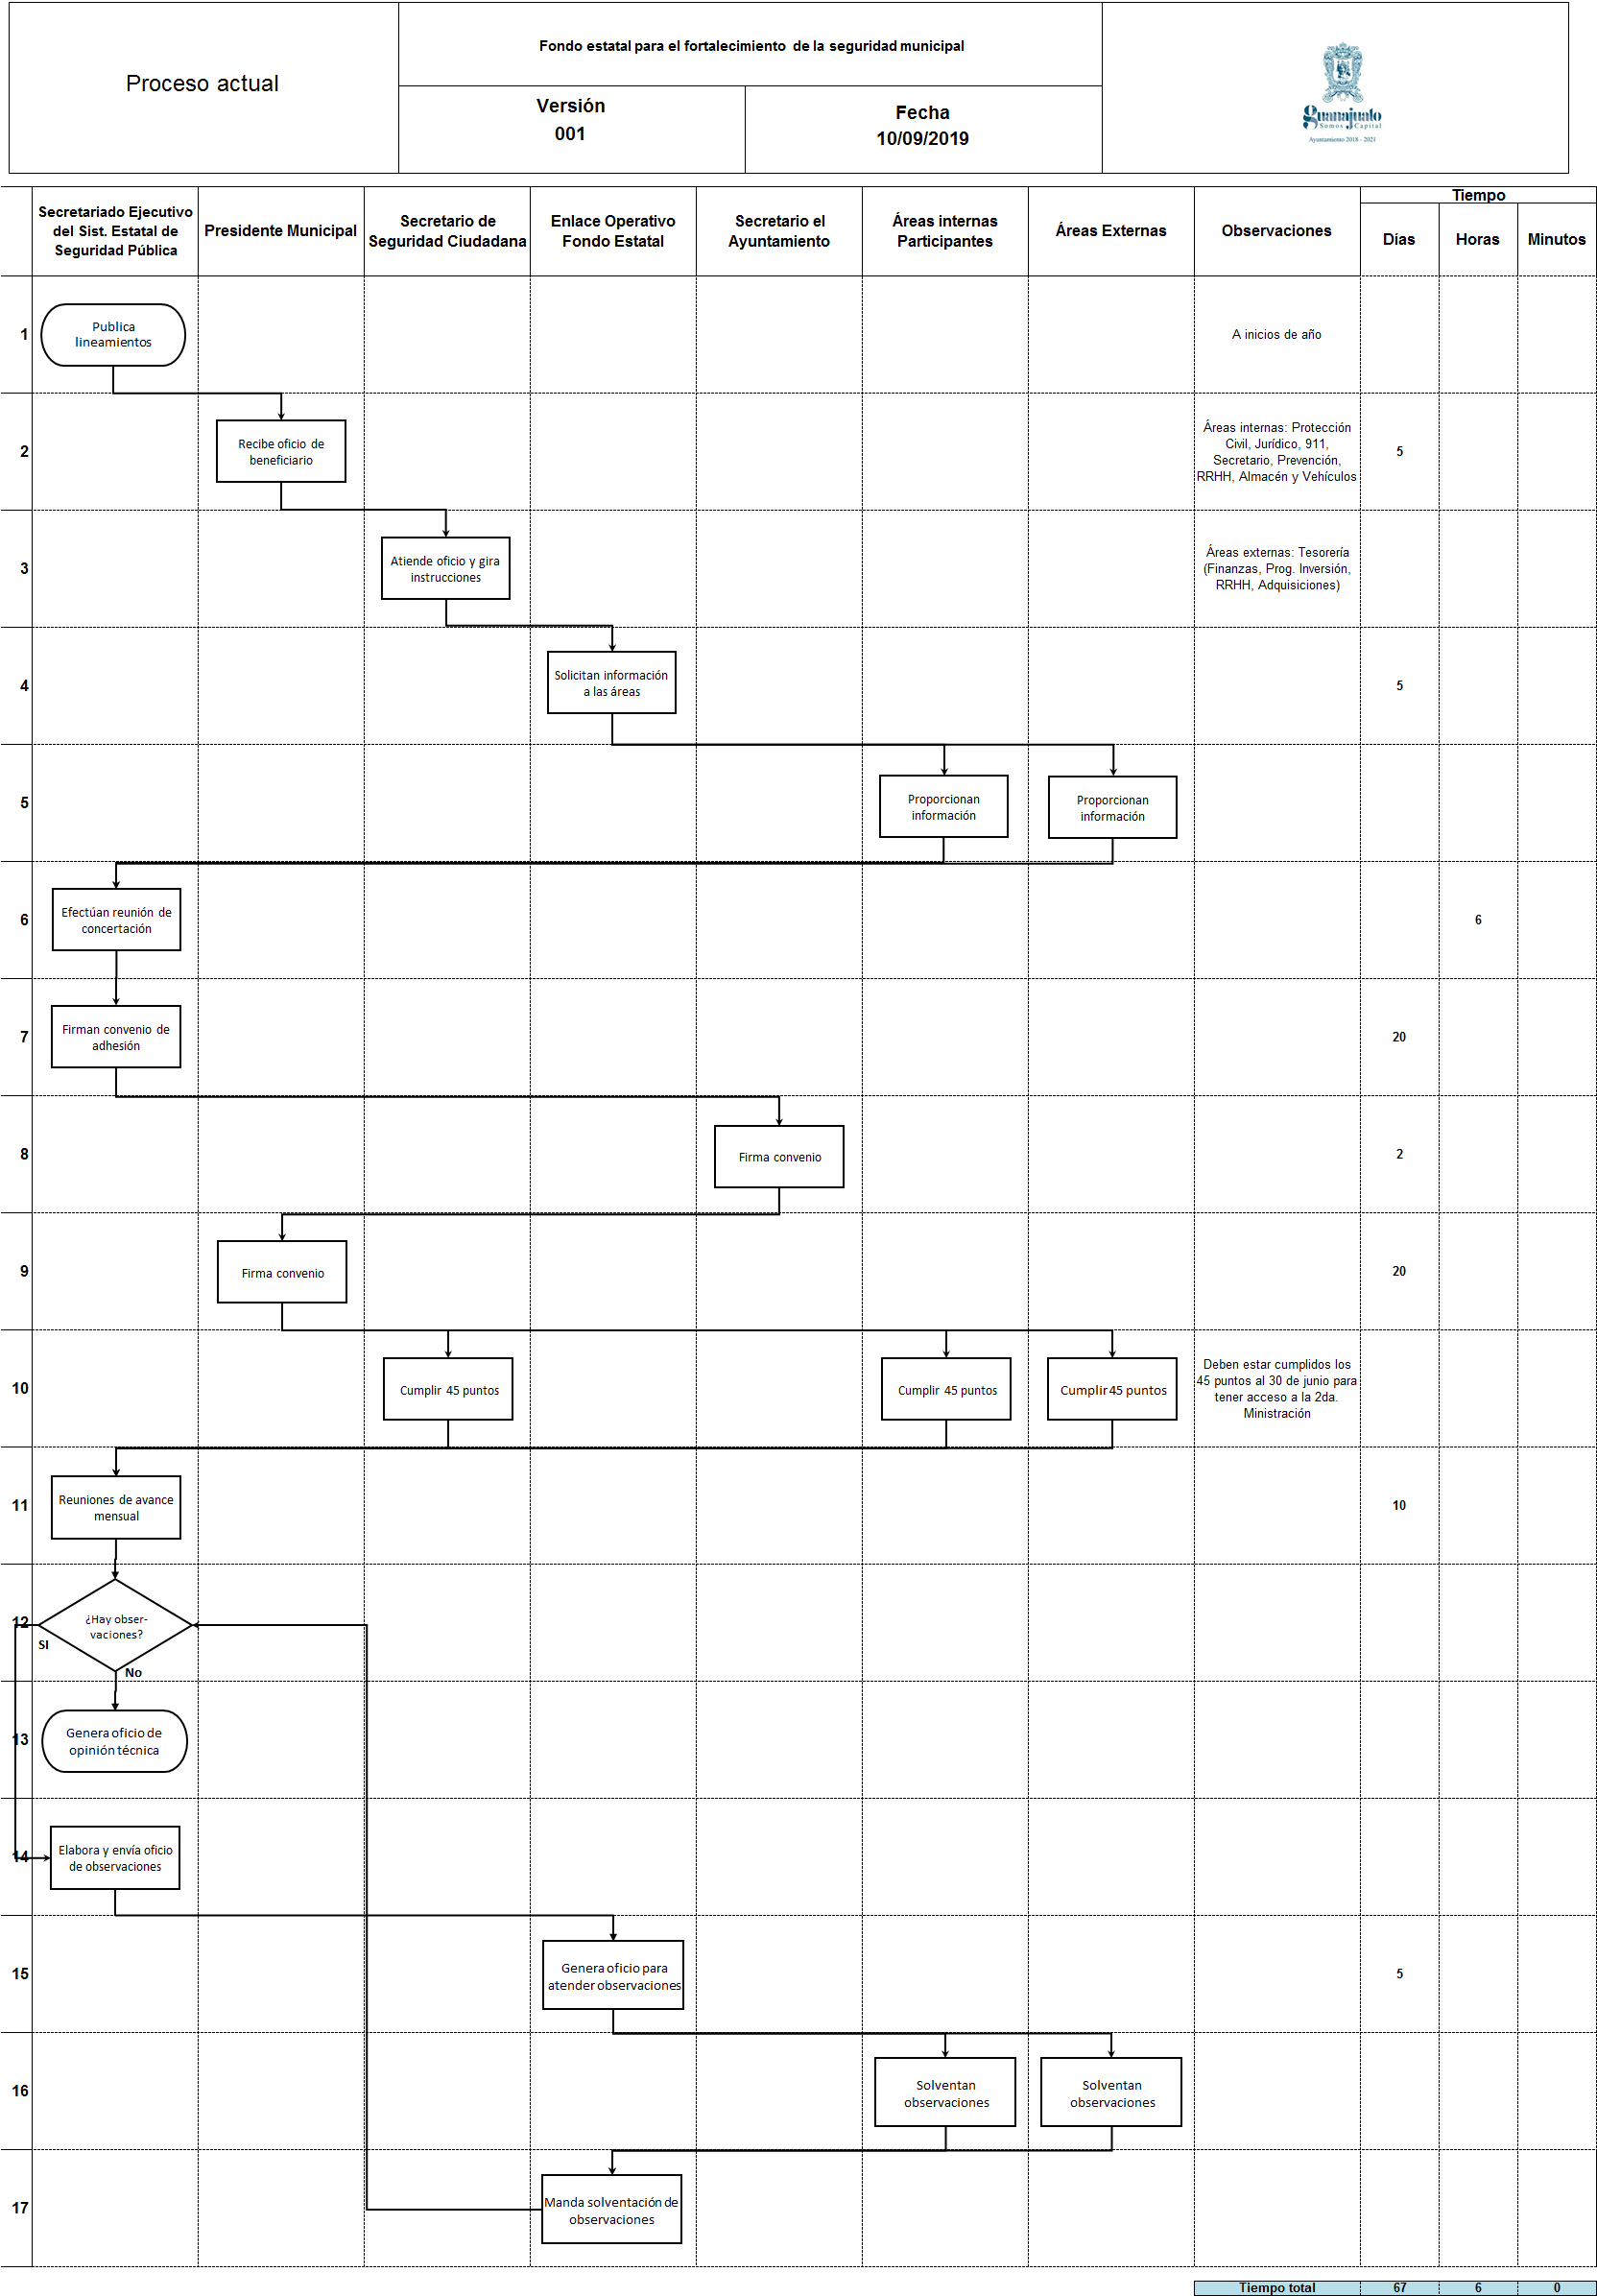 Proceso actual
Fondo estatal para el fortalecimiento de la seguridad municipal
Versión
001
Fecha
10/09/2019
guanajuato
Somos Capital
Ayuntamiento 2018 - 2021
Secretariado Ejecutivo
del Sist. Estatal de
Seguridad Pública
Presidente Municipal
Secretario de
Seguridad Ciudadana
Enlace Operativo
Fondo Estatal
Secretario el
Ayuntamiento
Áreas internas
Participantes
Áreas Externas
Observaciones
Tiempo
Días
Horas
Minutos
1
Publica
lineamientos
A inicios de año
2
Recibe oficio de
beneficiario
Áreas internas: Protección
Civil, Jurídico, 911,
Secretario, Prevención,
RRHH, Almacén y Vehículos
5
3
Atiende oficio y gira
instrucciones
Áreas externas: Tesorería
(Finanzas, Prog. Inversión,
RRHH, Adquisiciones)
4
Solicitan información
a las áreas
5
5
Proporcionan
información
Proporcionan
información
6
Efectúan reunión de
concertación
6
7
Firman convenio de
adhesión
20
8
Firma convenio
2
9
Firma convenio
20
10
Cumplir 45 puntos
Cumplir 45 puntos
Cumplir 45 puntos
Deben estar cumplidos los
45 puntos al 30 de junio para
tener acceso a la 2da.
Ministración
11
Reuniones de avance
mensual
10
12
¿Hay obser-
vaciones?
SI
No
13
Genera oficio de
opinión técnica
14
Elabora y envía oficio
de observaciones
15
Genera oficio para
atender observaciones
5
16
Solventan
observaciones
Solventan
observaciones
17
Manda solventación de
observaciones
Tiempo total
67
6
0